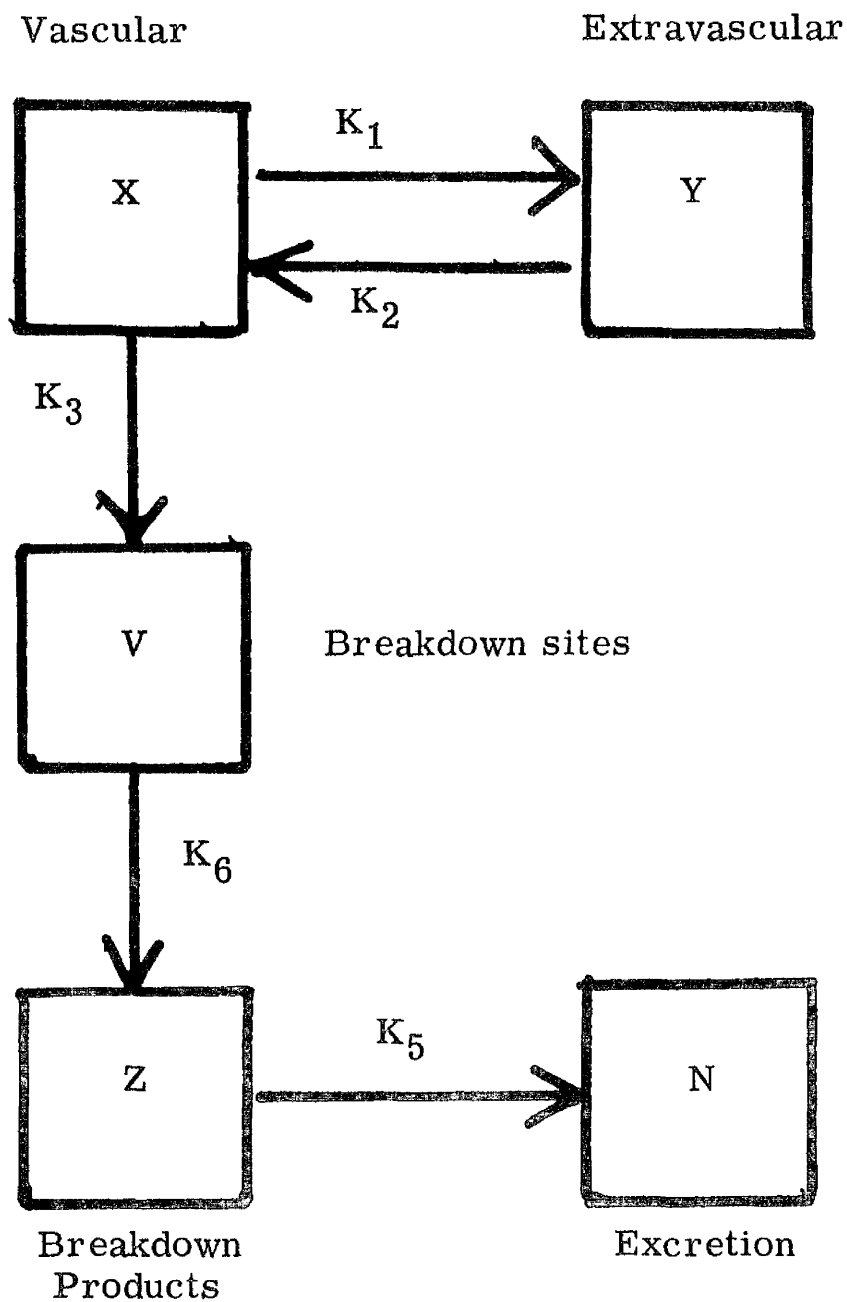 Vascular
Extravascular
K1
X
Y
K2
K3
V
Breakdown sites
K6
K5
Z
N
Breakdown
Products
Excretion